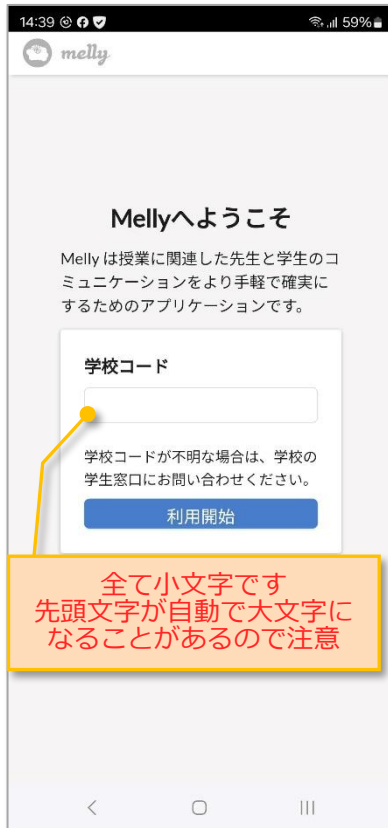 14:39 59%
melly
Mellyへようこそ
Melly は授業に関連した先生と学生のコ
ミュニケーションをより手軽で確実に
するためのアプリケーションです。
学校コード
学校コードが不明な場合は、学校の
学生窓口にお問い合わせください。
利用開始
全て小文字です
先頭文字が自動で大文字に
なることがあるので注意